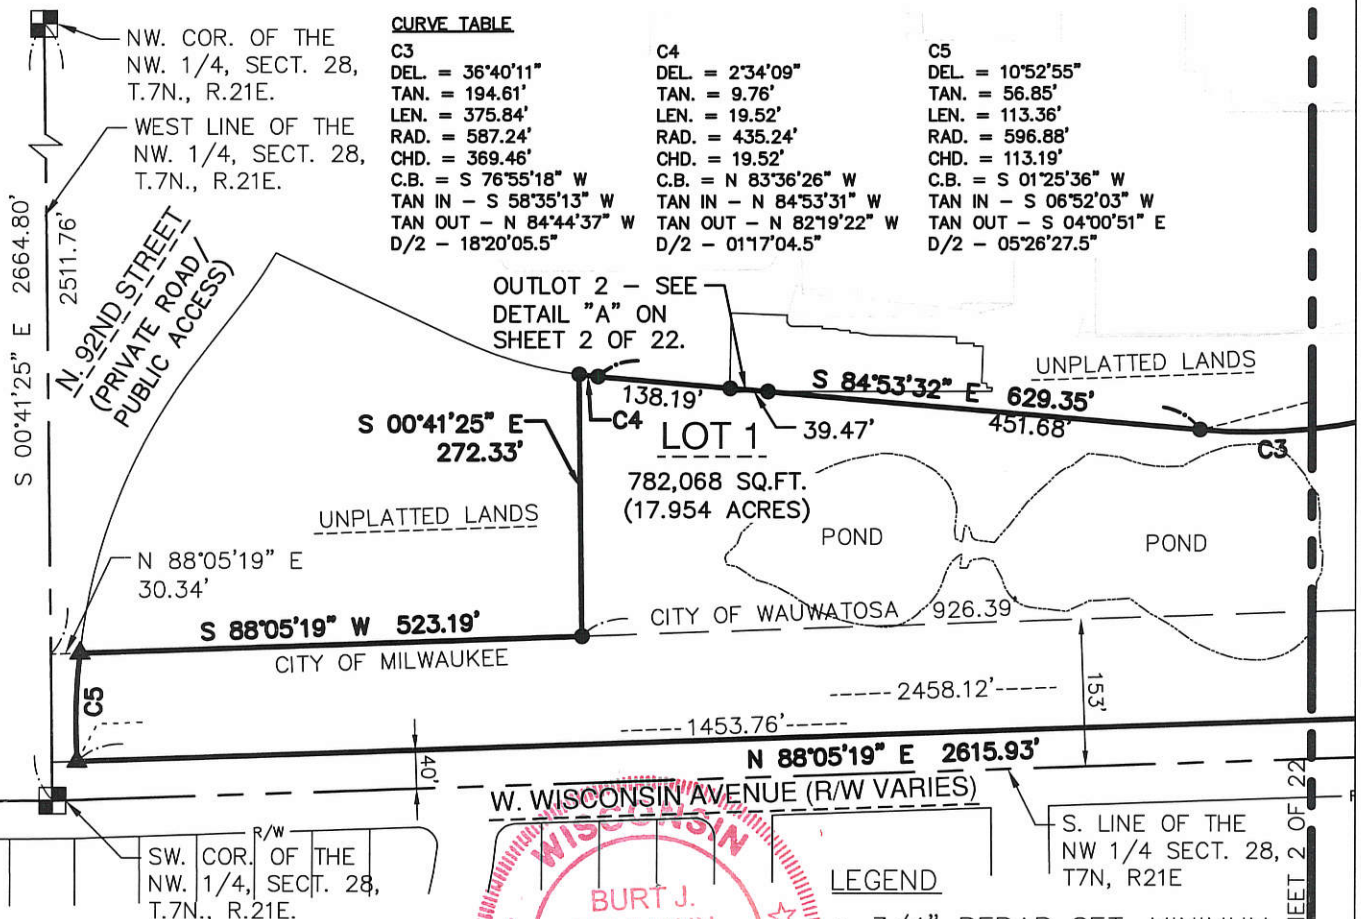 NW. COR. OF THE
NW. 1/4, SECT. 28,
T.7N., R.21E.
WEST LINE OF THE
NW. 1/4, SECT. 28,
T.7N., R.21E.
CURVE TABLE
C3
DEL. = 36°40'11"
TAN. = 194.61'
LEN. = 375.84'
RAD. = 587.24'
CHD. = 369.46'
C.B. = S 76°55'18" W
TAN IN - S 58°35'13" W
TAN OUT - N 84°44'37" W
D/2 - 18°20'05.5"
C4
DEL. = 2°34'09"
TAN. = 9.76'
LEN. = 19.52'
RAD. = 435.24'
CHD. = 19.52'
C.B. = N 83°36'26" W
TAN IN - N 84°53'31" W
TAN OUT - N 82°19'22" W
D/2 - 01°17'04.5"
C5
DEL. = 10°52'55"
TAN. = 56.85'
LEN. = 113.36'
RAD. = 596.88'
CHD. = 113.19'
C.B. = S 01°25'36" W
TAN IN - S 06°52'03" W
TAN OUT - S 04°00'51" E
D/2 - 05°26'27.5"
S 00°41'25" E 2664.80'
2511.76'
N. 92ND STREET
(PRIVATE ROAD/
PUBLIC ACCESS)
OUTLOT 2 - SEE
DETAIL "A" ON
SHEET 2 OF 22.
UNPLATTED LANDS
S 84°53'32" E 629.35'
138.19'
C4
39.47'
451.68'
C3
S 00°41'25" E
272.33'
LOT 1
782,068 SQ.FT.
(17.954 ACRES)
UNPLATTED LANDS
POND
POND
N 88°05'19" E
30.34'
S 88°05'19" W 523.19'
CITY OF WAUWATOSA 926.39'
CITY OF MILWAUKEE
C5
2458.12'
153'
1453.76'
N 88°05'19" E 2615.93'
40'
W. WISCONSIN AVENUE (R/W VARIES)
R/W
SW. COR. OF THE
NW. 1/4, SECT. 28,
T.7N., R.21E.
WISCONSIN
BURT J.
S. LINE OF THE
NW 1/4 SECT. 28,
T7N, R21E
LEGEND
EET 2 OF 22